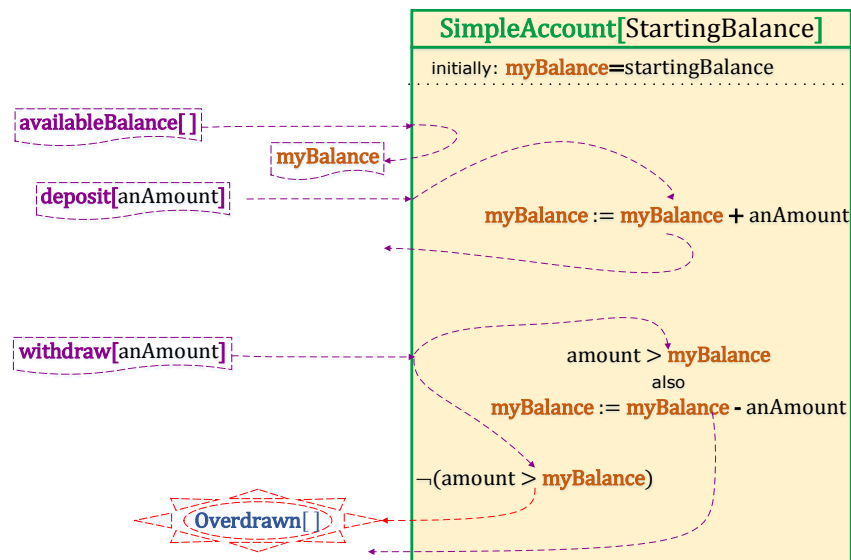 SimpleAccount[StartingBalance]
initially: myBalance=startingBalance
availableBalance[ ]
myBalance
deposit[anAmount]
myBalance := myBalance + anAmount
withdraw[anAmount]
amount > myBalance
also
myBalance := myBalance - anAmount
¬(amount > myBalance)
Overdrawn[ ]